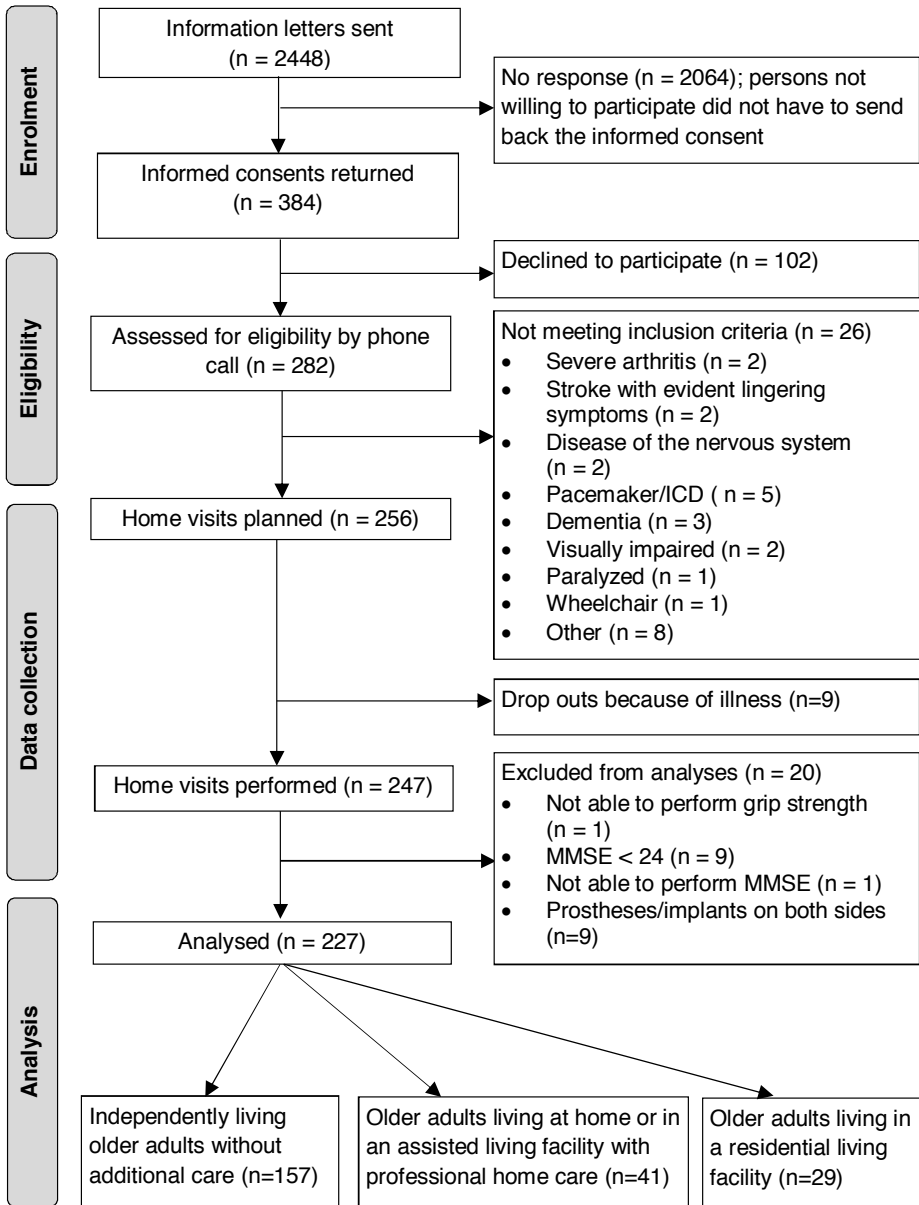 Enrolment
Information letters sent
(n = 2448)
No response (n = 2064); persons not
willing to participate did not have to send
back the informed consent
Informed consents returned
(n = 384)
Eligibility
Declined to participate (n = 102)
Assessed for eligibility by phone
call (n = 282)
Not meeting inclusion criteria (n = 26)
• Severe arthritis (n = 2)
• Stroke with evident lingering
symptoms (n = 2)
• Disease of the nervous system
(n = 2)
• Pacemaker/ICD ( n = 5)
• Dementia (n = 3)
• Visually impaired (n = 2)
• Paralyzed (n = 1)
• Wheelchair (n = 1)
• Other (n = 8)
Data collection
Home visits planned (n = 256)
Drop outs because of illness (n=9)
Home visits performed (n = 247)
Excluded from analyses (n = 20)
• Not able to perform grip strength
(n = 1)
• MMSE < 24 (n = 9)
• Not able to perform MMSE (n = 1)
• Prostheses/implants on both sides
(n=9)
Analysis
Analysed (n = 227)
Independently living
older adults without
additional care (n=157)
Older adults living at home or in
an assisted living facility with
professional home care (n=41)
Older adults living in
a residential living
facility (n=29)